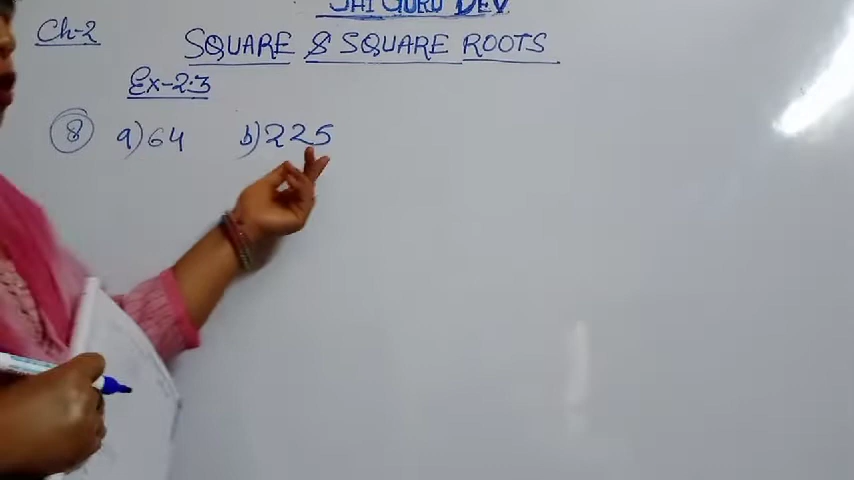 JAI GURU DEV
Ch-2
SQUARE & SQUARE ROOTS
Ex-2.3
8 a) 64 b) 225